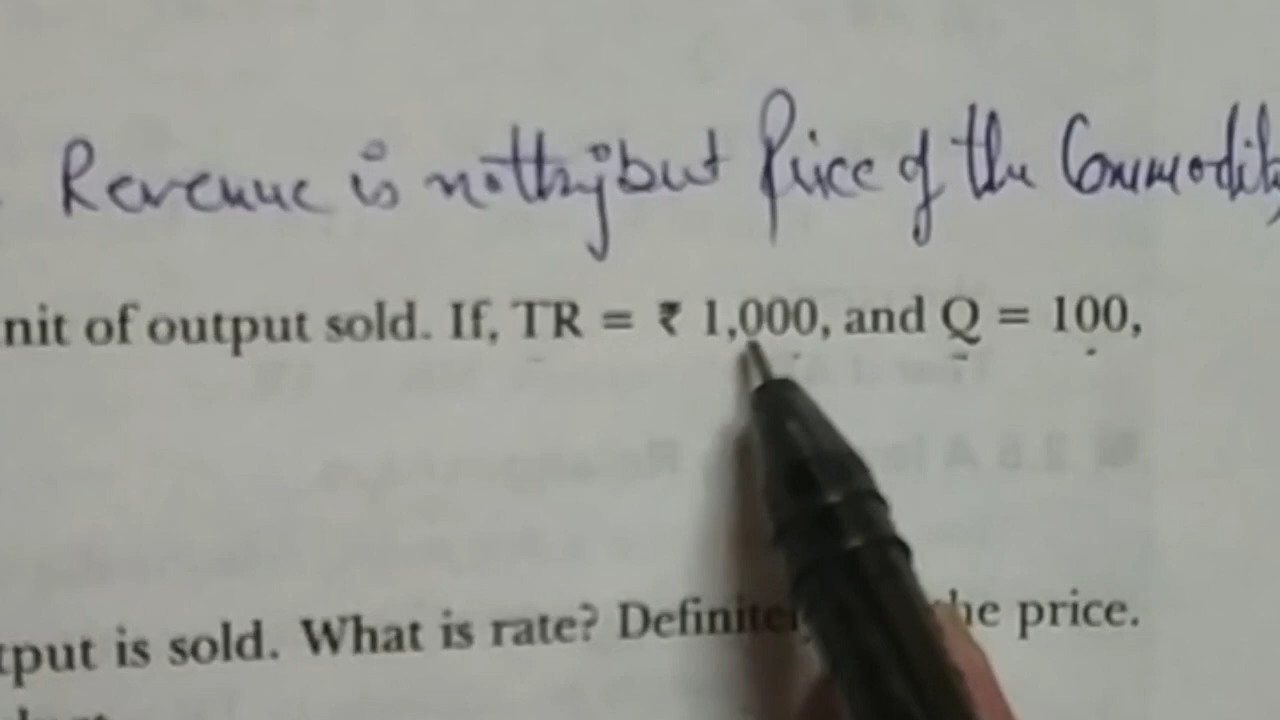 Revenue is nothing but Price of the Commodity
nit of output sold. If, TR = ₹ 1,000, and Q = 100,
tput is sold. What is rate? Definitely he price.